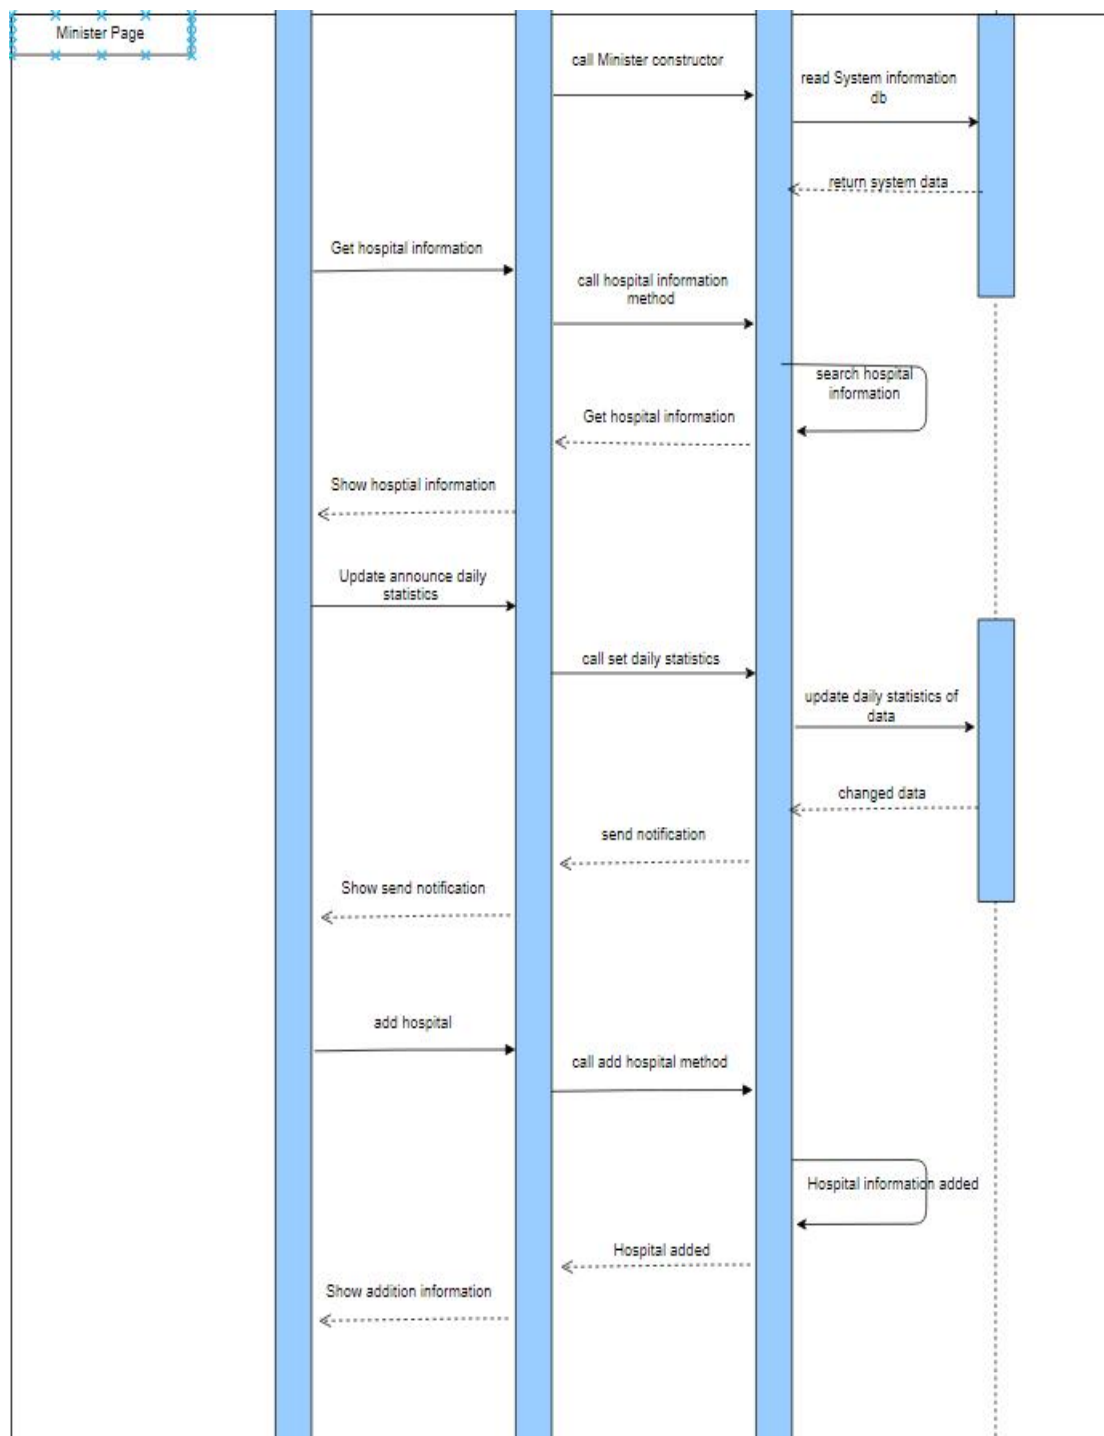 Minister Page
call Minister constructor
read System information
db
return system data
Get hospital information
call hospital information
method
search hospital
information
Get hospital information
Show hosptial information
Update announce daily
statistics
call set daily statistics
update daily statistics of
data
changed data
send notification
Show send notification
add hospital
call add hospital method
Hospital information added
Hospital added
Show addition information